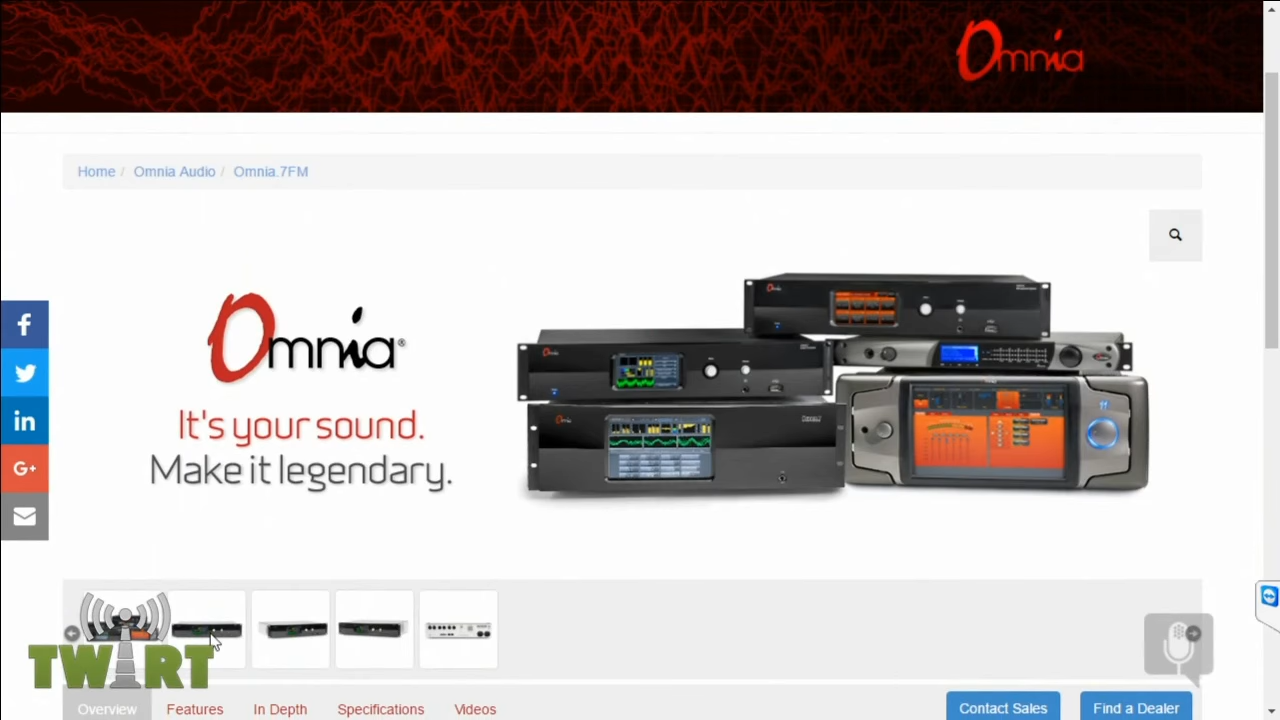 Omnia
Home / Omnia Audio / Omnia.7FM
Omnia®
It's your sound.
Make it legendary.
f
in
G+
TWiRT
Overview
Features
In Depth
Specifications
Videos
Contact Sales
Find a Dealer